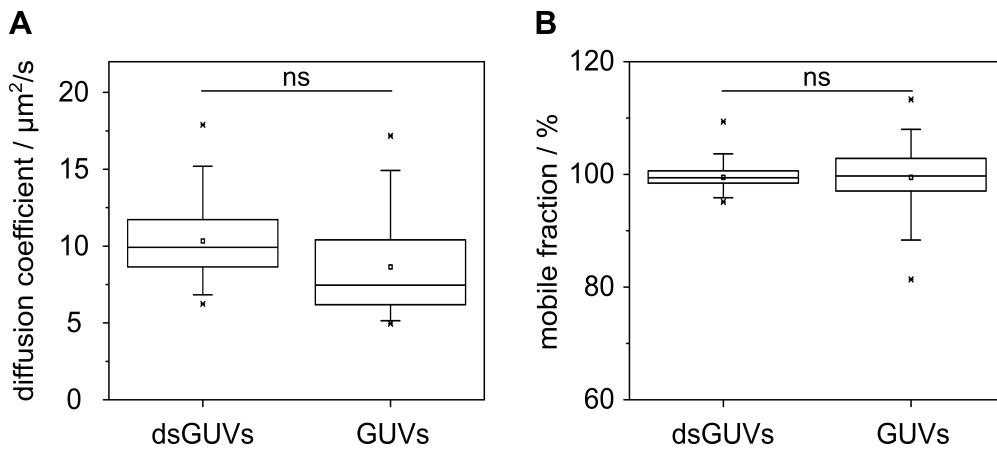 A
diffusion coefficient / µm²/s
20
15
10
5
0
ns
dsGUVs
GUVs
B
mobile fraction / %
120
100
80
60
ns
dsGUVs
GUVs